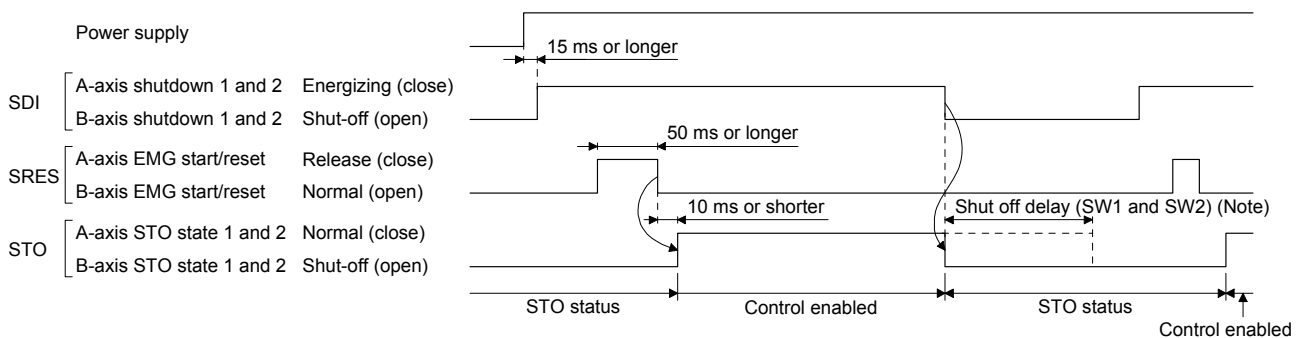 Power supply
15 ms or longer
SDI
A-axis shutdown 1 and 2 Energizing (close)
B-axis shutdown 1 and 2 Shut-off (open)
50 ms or longer
SRES
A-axis EMG start/reset Release (close)
B-axis EMG start/reset Normal (open)
10 ms or shorter
Shut off delay (SW1 and SW2) (Note)
STO
A-axis STO state 1 and 2 Normal (close)
B-axis STO state 1 and 2 Shut-off (open)
STO status
Control enabled
STO status
Control enabled